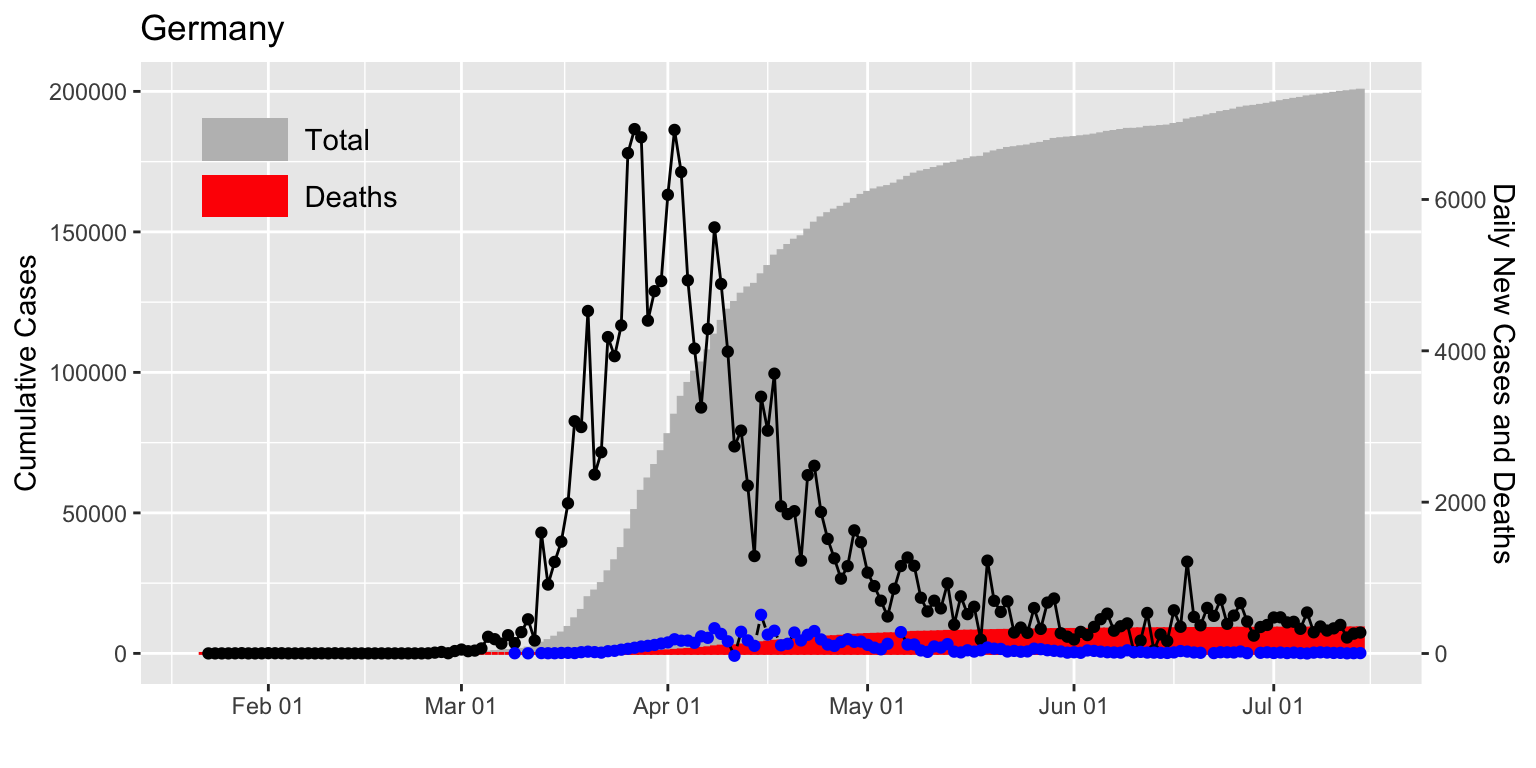 Germany
Total
Deaths
Cumulative Cases
200000
150000
100000
50000
0
Daily New Cases and Deaths
6000
4000
2000
0
Feb 01
Mar 01
Apr 01
May 01
Jun 01
Jul 01